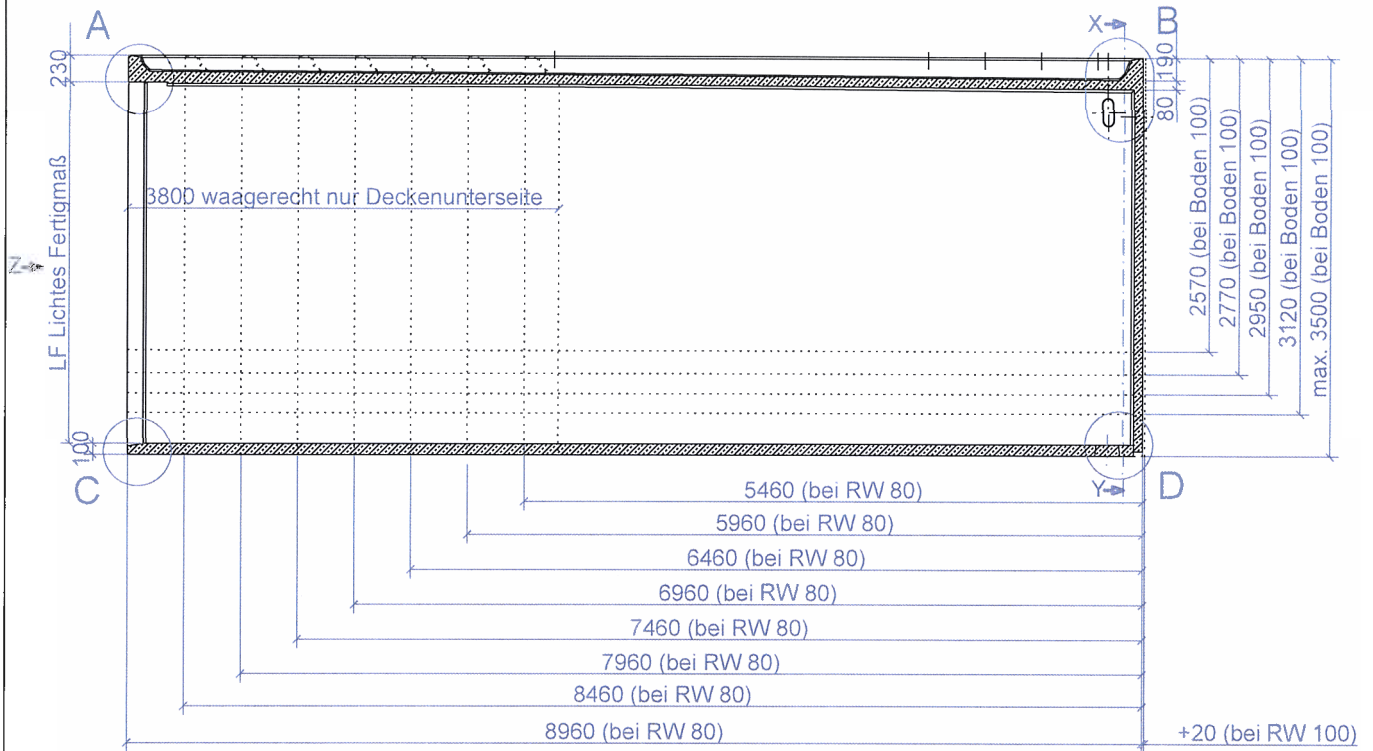 A
X
B
230
190
80
3800 waagerecht nur Deckenunterseite
Z
LF Lichtes Fertigmaß
2570 (bei Boden 100)
2770 (bei Boden 100)
2950 (bei Boden 100)
3120 (bei Boden 100)
max. 3500 (bei Boden 100)
100
C
Y
D
5460 (bei RW 80)
5960 (bei RW 80)
6460 (bei RW 80)
6960 (bei RW 80)
7460 (bei RW 80)
7960 (bei RW 80)
8460 (bei RW 80)
8960 (bei RW 80)
+20 (bei RW 100)